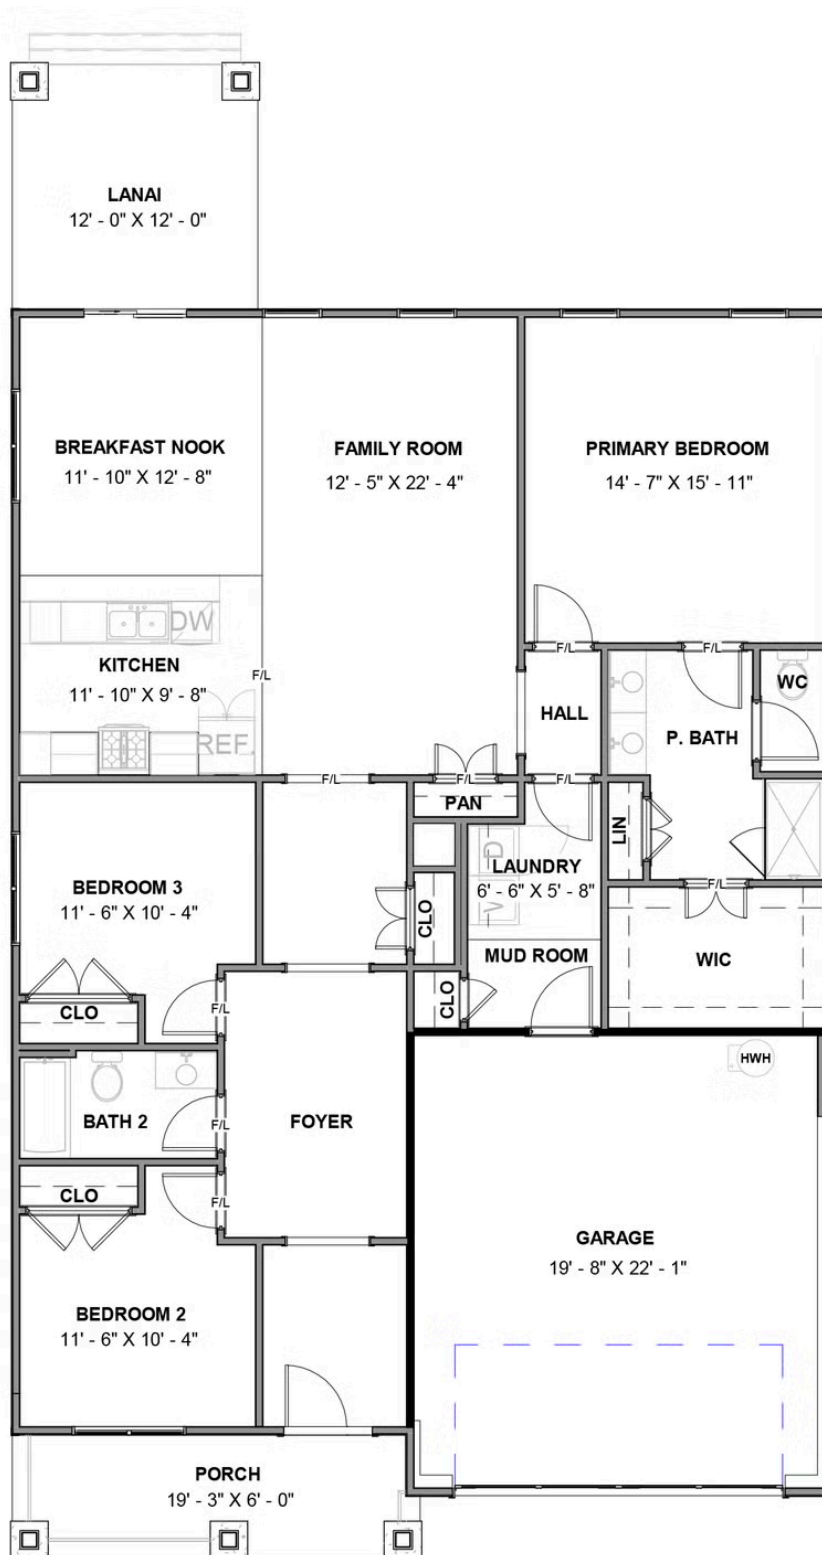 LANAI
12' - 0" X 12' - 0"
BREAKFAST NOOK
11' - 10" X 12' - 8"
FAMILY ROOM
12' - 5" X 22' - 4"
PRIMARY BEDROOM
14' - 7" X 15' - 11"
DW
KITCHEN
11' - 10" X 9' - 8"
F/L
REF.
F/L
F/L
HALL
WC
P. BATH
F/L
F/L
F/L
PAN
LIN
BEDROOM 3
11' - 6" X 10' - 4"
W D
LAUNDRY
6' - 6" X 5' - 8"
CLO
F/L
MUD ROOM
WIC
CLO
CLO
F/L
HWH
BATH 2
F/L
FOYER
CLO
F/L
GARAGE
19' - 8" X 22' - 1"
BEDROOM 2
11' - 6" X 10' - 4"
PORCH
19' - 3" X 6' - 0"